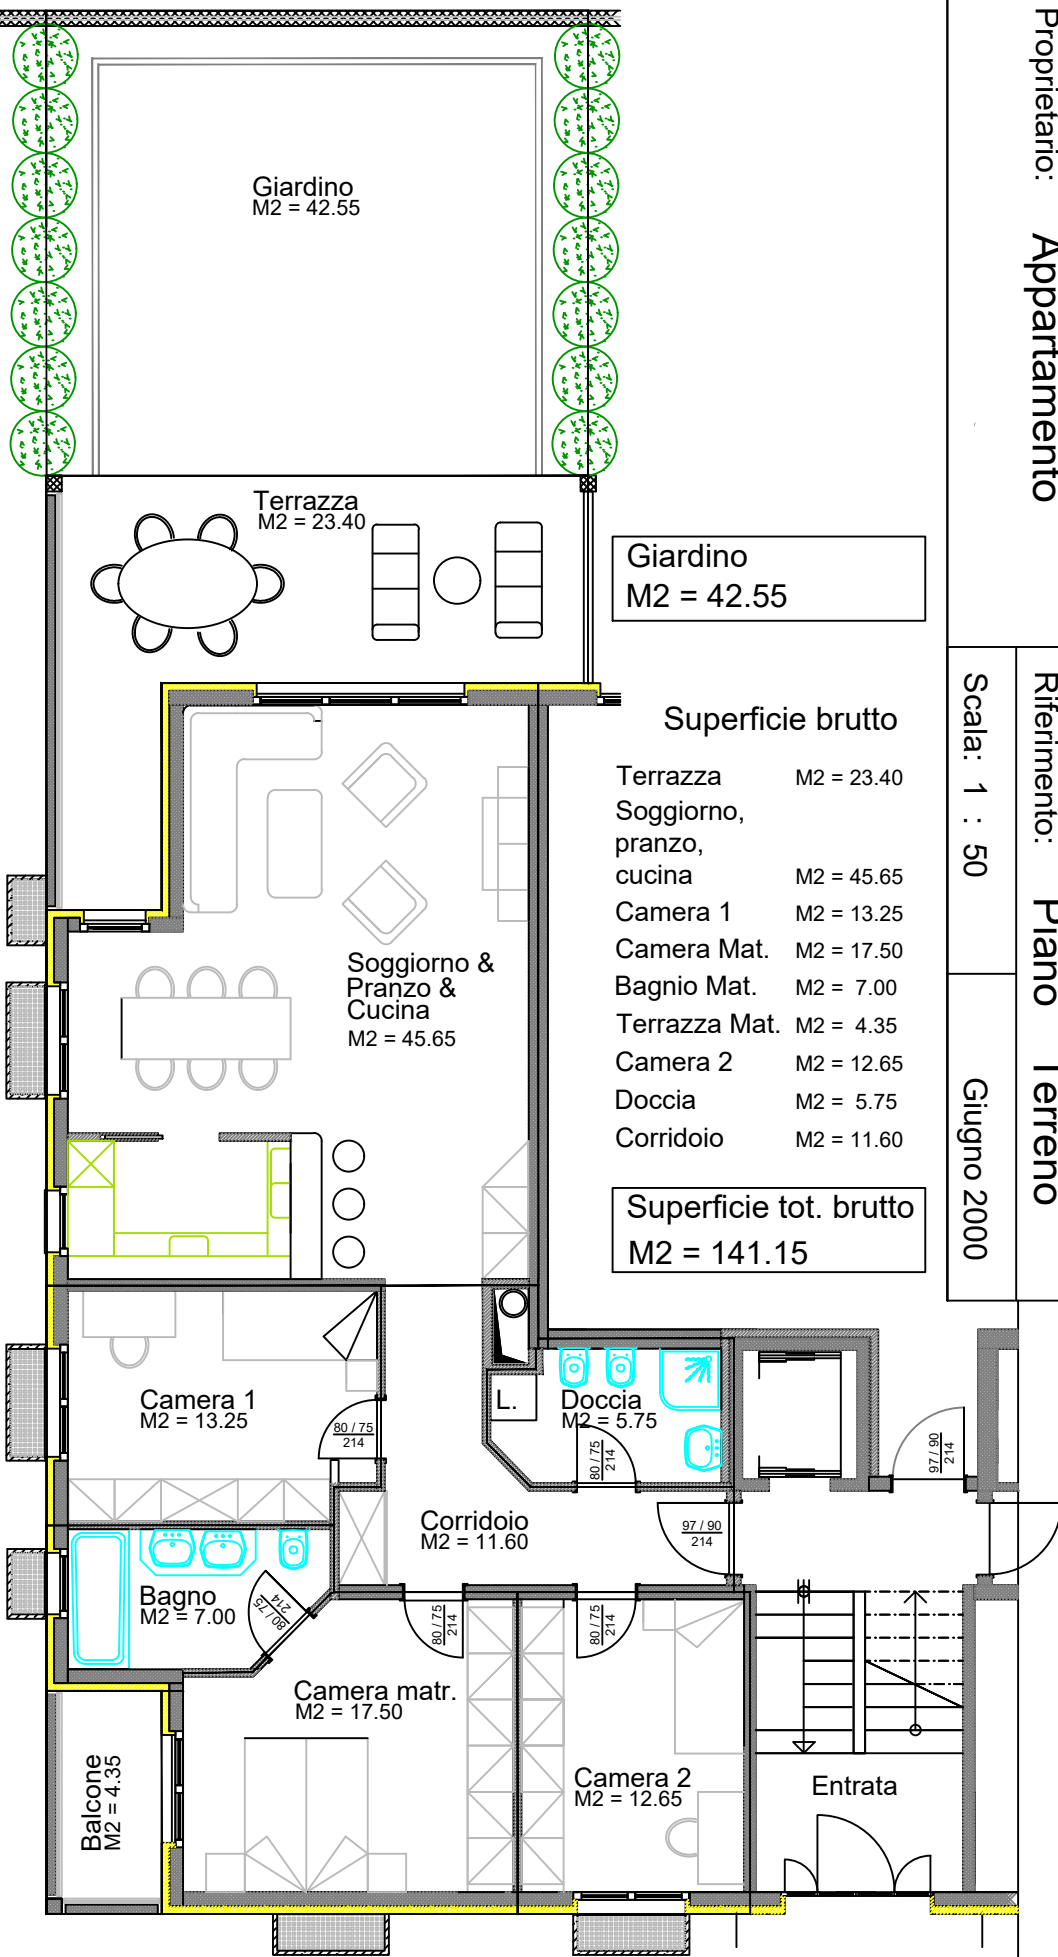 Proprietario: Appartamento
Riferimento: Piano Terreno
Scala: 1 : 50
Giugno 2000
Giardino
M2 = 42.55
Terrazza
M2 = 23.40
Giardino
M2 = 42.55
Superficie brutto
Terrazza M2 = 23.40
Soggiorno,
pranzo,
cucina M2 = 45.65
Camera 1 M2 = 13.25
Camera Mat. M2 = 17.50
Bagnio Mat. M2 = 7.00
Terrazza Mat. M2 = 4.35
Camera 2 M2 = 12.65
Doccia M2 = 5.75
Corridoio M2 = 11.60
Superficie tot. brutto
M2 = 141.15
Soggiorno &
Pranzo &
Cucina
M2 = 45.65
Camera 1
M2 = 13.25
80 / 75
214
L.
Doccia
M2 = 5.75
80 / 75
214
97 / 90
214
Corridoio
M2 = 11.60
97 / 90
214
Bagno
M2 = 7.00
80 / 75
214
80 / 75
214
80 / 75
214
Camera matr.
M2 = 17.50
Balcone
M2 = 4.35
Camera 2
M2 = 12.65
Entrata